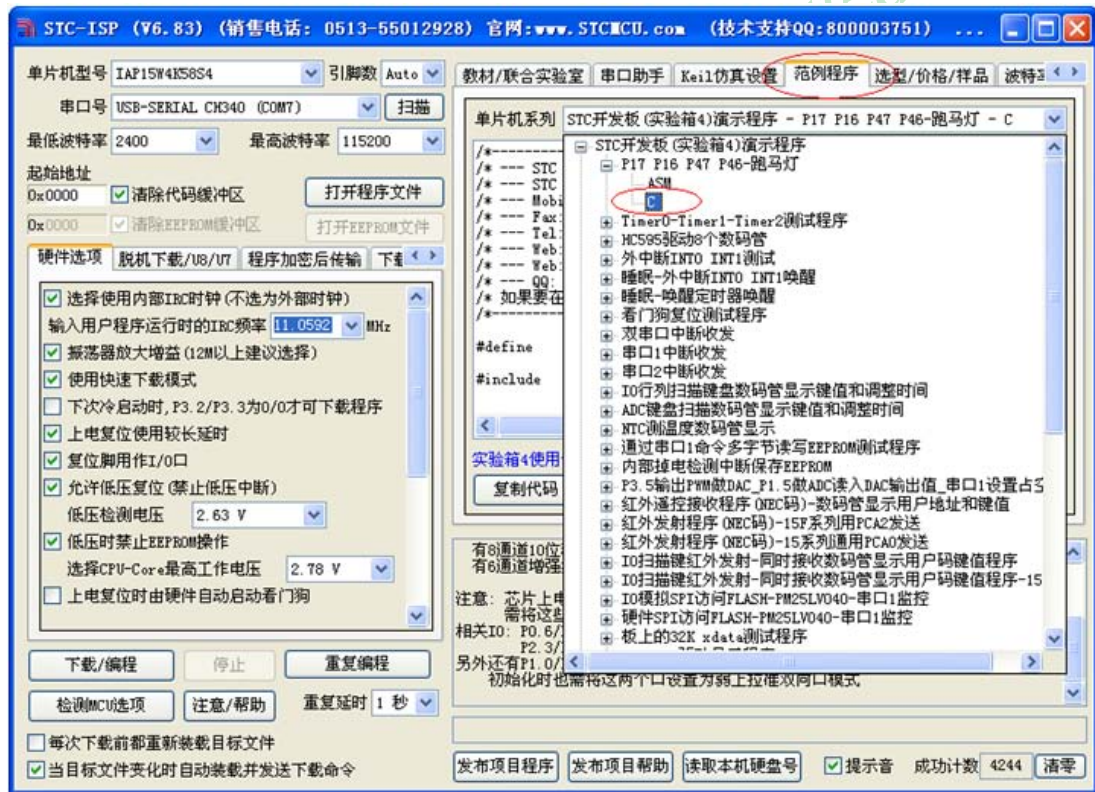 STC-ISP (V6.83) (销售电话: 0513-55012928) 官网:www.STCMCU.com (技术支持QQ:800003751) ...
单片机型号 IAP15W4K58S4 引脚数 Auto
串口号 USB-SERIAL CH340 (COM7) 扫描
最低波特率 2400 最高波特率 115200
起始地址
0x0000 清除代码缓冲区 打开程序文件
0x0000 清除EEPROM缓冲区 打开EEPROM文件
硬件选项 脱机下载/U8/U7 程序加密后传输
选择使用内部IRC时钟(不选为外部时钟)
输入用户程序运行时的IRC频率 11.0592 MHz
振荡器放大增益(12M以上建议选择)
使用快速下载模式
下次冷启动时,P3.2/P3.3为0/0才可下载程序
上电复位使用较长延时
复位脚用作I/O口
允许低压复位(禁止低压中断)
低压检测电压 2.63 V
低压时禁止EEPROM操作
选择CPU-Core最高工作电压 2.78 V
上电复位时由硬件自动启动看门狗
下载/编程 停止 重复编程
检测MCU选项 注意/帮助 重复延时 1 秒
每次下载前都重新装载目标文件
当目标文件变化时自动装载并发送下载命令
教材/联合实验室 串口助手 Keil仿真设置 范例程序 选型/价格/样品 波特率
单片机系列 STC开发板(实验箱4)演示程序 - P17 P16 P47 P46-跑马灯 - C
/*----------
/* --- STC
/* --- STC
/* --- Mobi
/* --- Fax:
/* --- Tel:
/* --- Web:
/* --- Web:
/* --- QQ:
/* 如果要在
/*----------
#define
#include
实验箱4使用
复制代码
STC开发板(实验箱4)演示程序
P17 P16 P47 P46-跑马灯
ASM
C
Timer0-Timer1-Timer2测试程序
HC595驱动8个数码管
外中断INT0 INT1测试
睡眠-外中断INT0 INT1唤醒
睡眠-唤醒定时器唤醒
看门狗复位测试程序
双串口中断收发
串口1中断收发
串口2中断收发
IO行列扫描键盘数码管显示键值和调整时间
ADC键盘扫描数码管显示键值和调整时间
NTC测温度数码管显示
通过串口1命令多字节读写EEPROM测试程序
内部掉电检测中断保存EEPROM
P3.5输出PWM做DAC_P1.5做ADC读入DAC输出值_串口1设置占空
红外遥控接收程序(NEC码)-数码管显示用户地址和键值
红外发射程序(NEC码)-15F系列用PCA2发送
红外发射程序(NEC码)-15系列通用PCA0发送
IO扫描键红外发射-同时接收数码管显示用户码键值程序
IO扫描键红外发射-同时接收数码管显示用户码键值程序-15
IO模拟SPI访问FLASH-PM25LV040-串口1监控
硬件SPI访问FLASH-PM25LV040-串口1监控
板上的32K xdata测试程序
有8通道10位
有6通道增强
注意: 芯片上电
需将这些
相关IO: P0.6/
P2.3/
另外还有P1.0/
初始化时也需将这两个口设置为弱上拉准双向口模式
发布项目程序 发布项目帮助 读取本机硬盘号 提示音 成功计数 4244 清零